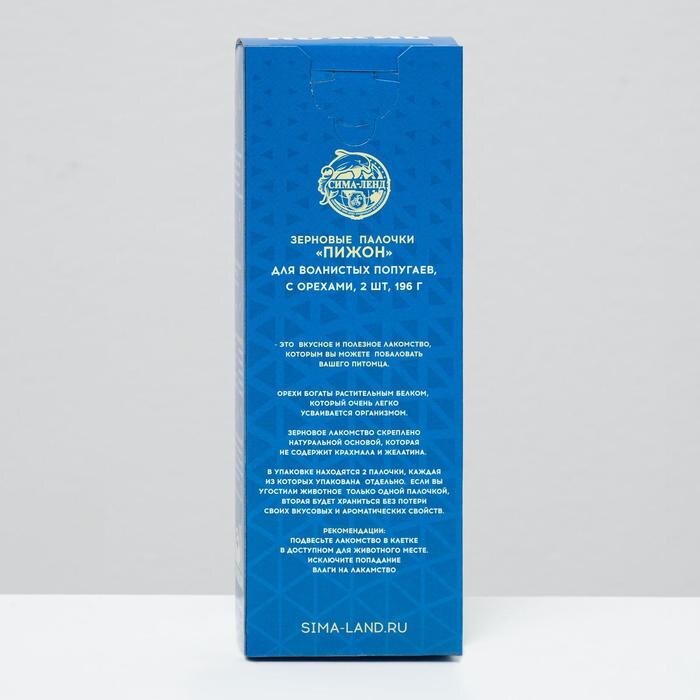 СИМА-ЛЕНД
ЗЕРНОВЫЕ ПАЛОЧКИ
«ПИЖОН»
ДЛЯ ВОЛНИСТЫХ ПОПУГАЕВ,
С ОРЕХАМИ, 2 ШТ, 196 Г
- ЭТО ВКУСНОЕ И ПОЛЕЗНОЕ ЛАКОМСТВО,
КОТОРЫМ ВЫ МОЖЕТЕ ПОБАЛОВАТЬ
ВАШЕГО ПИТОМЦА.
ОРЕХИ БОГАТЫ РАСТИТЕЛЬНЫМ БЕЛКОМ,
КОТОРЫЙ ОЧЕНЬ ЛЕГКО
УСВАИВАЕТСЯ ОРГАНИЗМОМ.
ЗЕРНОВОЕ ЛАКОМСТВО СКРЕПЛЕНО
НАТУРАЛЬНОЙ ОСНОВОЙ, КОТОРАЯ
НЕ СОДЕРЖИТ КРАХМАЛА И ЖЕЛАТИНА.
В УПАКОВКЕ НАХОДЯТСЯ 2 ПАЛОЧКИ, КАЖДАЯ
ИЗ КОТОРЫХ УПАКОВАНА ОТДЕЛЬНО. ЕСЛИ ВЫ
УГОСТИЛИ ЖИВОТНОЕ ТОЛЬКО ОДНОЙ ПАЛОЧКОЙ,
ВТОРАЯ БУДЕТ ХРАНИТЬСЯ БЕЗ ПОТЕРИ
СВОИХ ВКУСОВЫХ И АРОМАТИЧЕСКИХ СВОЙСТВ.
РЕКОМЕНДАЦИИ:
ПОДВЕСЬТЕ ЛАКОМСТВО В КЛЕТКЕ
В ДОСТУПНОМ ДЛЯ ЖИВОТНОГО МЕСТЕ.
ИСКЛЮЧИТЕ ПОПАДАНИЕ
ВЛАГИ НА ЛАКАМСТВО
SIMA-LAND.RU